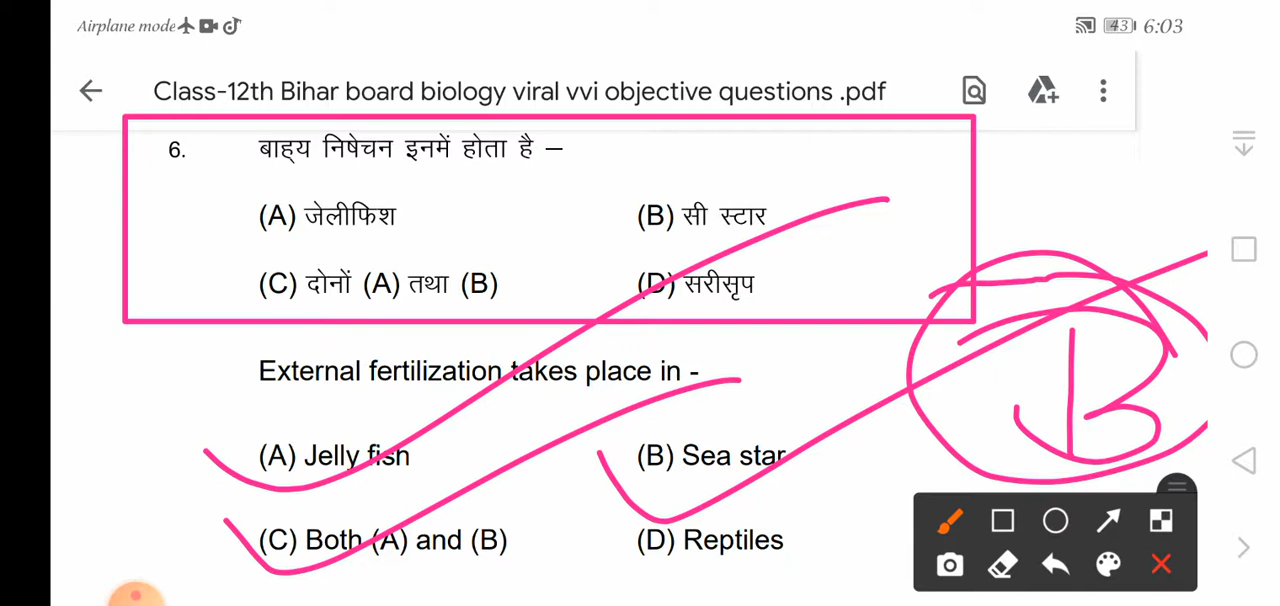 Airplane mode 43 6:03
Class-12th Bihar board biology viral vvi objective questions .pdf
6. बाह्य निषेचन इनमें होता है –
(A) जेलीफिश (B) सी स्टार
(C) दोनों (A) तथा (B) (D) सरीसृप
External fertilization takes place in -
(A) Jelly fish (B) Sea star
(C) Both (A) and (B) (D) Reptiles
B